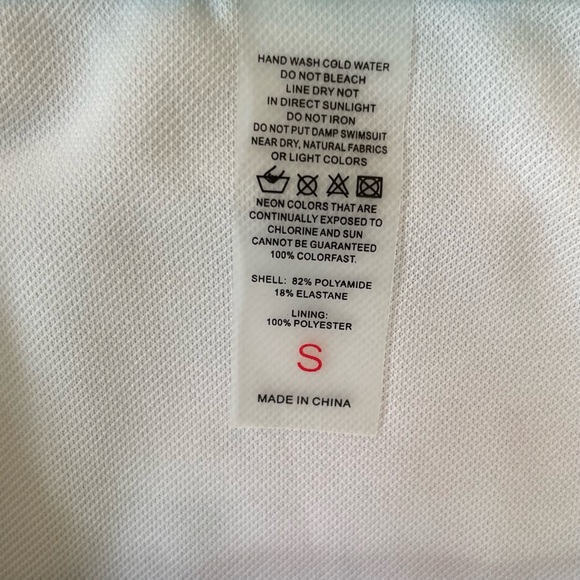 HAND WASH COLD WATER
DO NOT BLEACH
LINE DRY NOT
IN DIRECT SUNLIGHT
DO NOT IRON
DO NOT PUT DAMP SWIMSUIT
NEAR DRY, NATURAL FABRICS
OR LIGHT COLORS
NEON COLORS THAT ARE
CONTINUALLY EXPOSED TO
CHLORINE AND SUN
CANNOT BE GUARANTEED
100% COLORFAST.
SHELL: 82% POLYAMIDE
18% ELASTANE
LINING:
100% POLYESTER
S
MADE IN CHINA